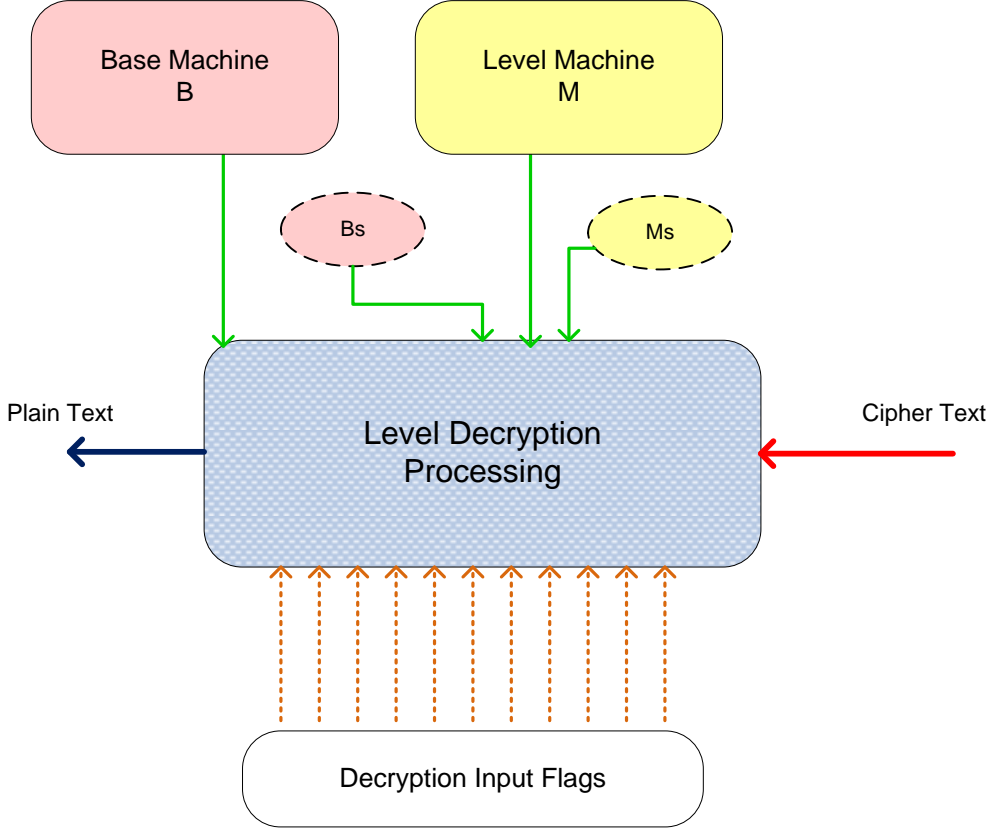 Base Machine
B
Level Machine
M
Bs
Ms
Plain Text
Cipher Text
Level Decryption
Processing
Decryption Input Flags